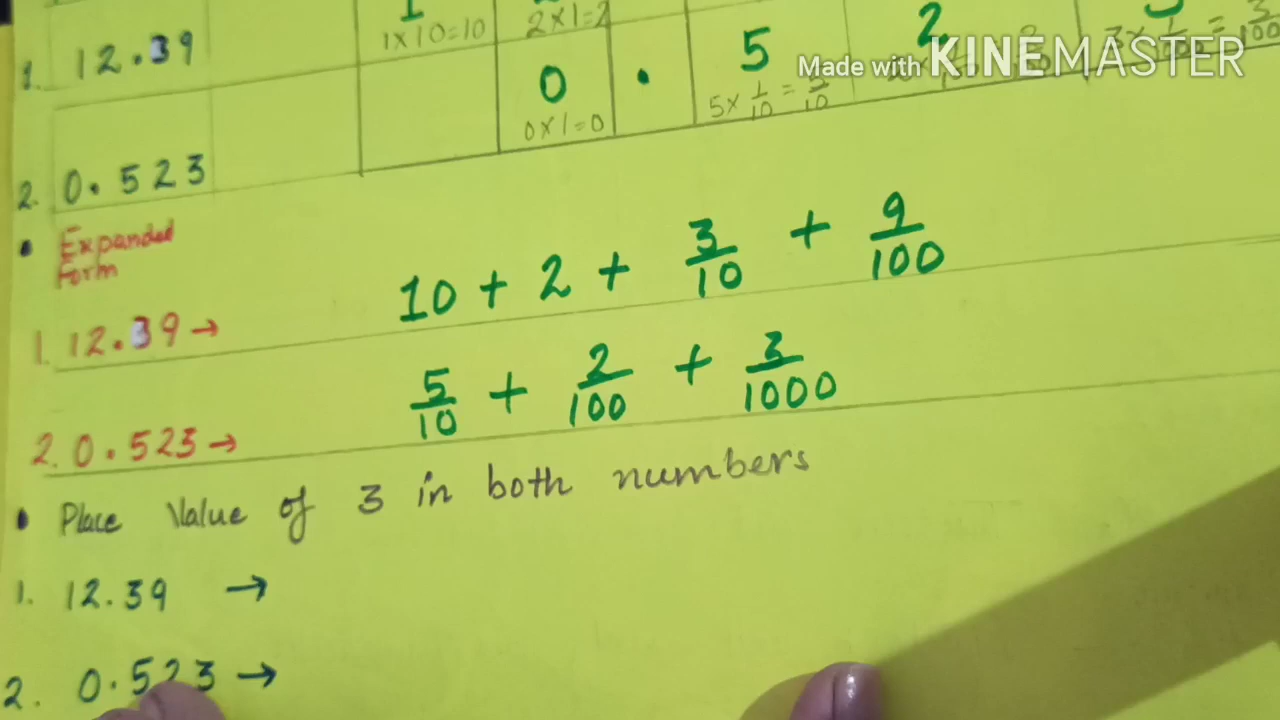 1
1 x 10 = 10
2 x 1 = 2
1. 12.39
0 . 5 2
0 x 1 = 0
5 x 1/10 = 5/10
Made with KINEMASTER
2. 0.523
• Expanded Form
1. 12.39 → 10 + 2 + 3/10 + 9/100
2. 0.523 → 5/10 + 2/100 + 3/1000
• Place Value of 3 in both numbers
1. 12.39 →
2. 0.523 →